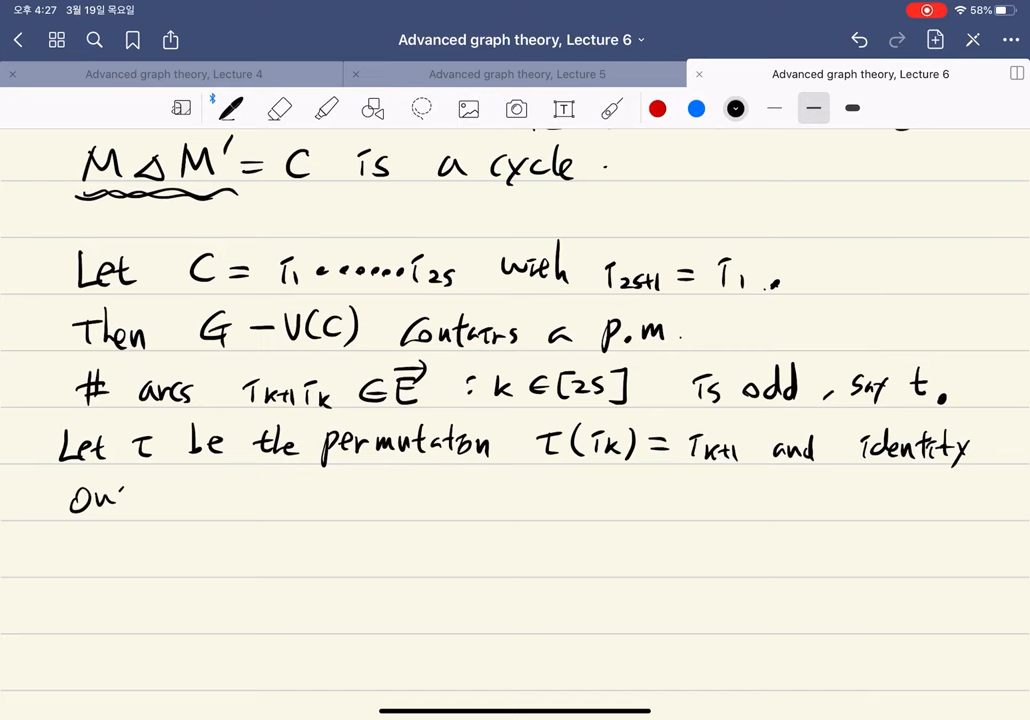 오후 4:27 3월 19일 목요일
58%
Advanced graph theory, Lecture 6
Advanced graph theory, Lecture 4
Advanced graph theory, Lecture 5
Advanced graph theory, Lecture 6
M △ M' = C is a cycle.
Let C = i₁ ⋯⋯ i₂ₛ with i₂ₛ₊₁ = i₁.
Then G − V(C) contains a p.m.
# arcs iₖ₊₁iₖ ∈ E⃗ : k ∈ [2s] is odd, say t.
Let τ be the permutation τ(iₖ) = iₖ₊₁ and identity
on